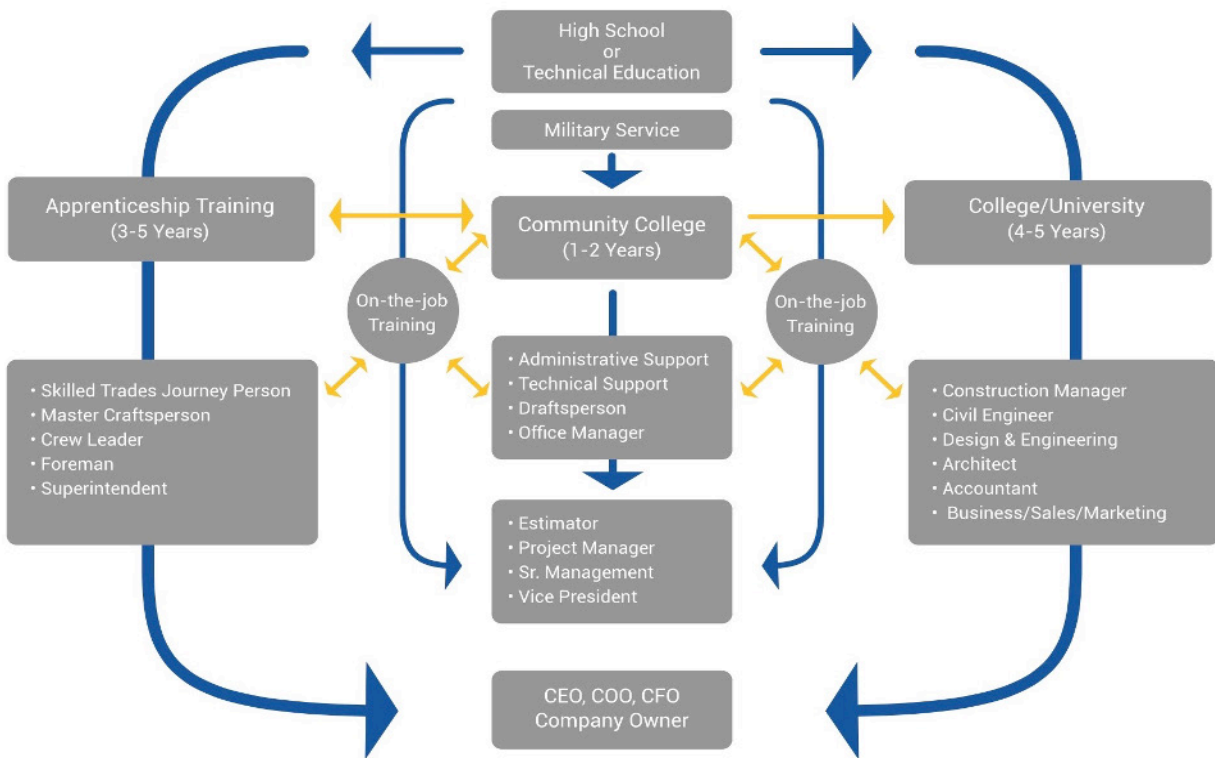 High School
or
Technical Education
Military Service
Apprenticeship Training
(3-5 Years)
Community College
(1-2 Years)
College/University
(4-5 Years)
On-the-job
Training
On-the-job
Training
• Skilled Trades Journey Person
• Master Craftsperson
• Crew Leader
• Foreman
• Superintendent
• Administrative Support
• Technical Support
• Draftsperson
• Office Manager
• Construction Manager
• Civil Engineer
• Design & Engineering
• Architect
• Accountant
• Business/Sales/Marketing
• Estimator
• Project Manager
• Sr. Management
• Vice President
CEO, COO, CFO
Company Owner